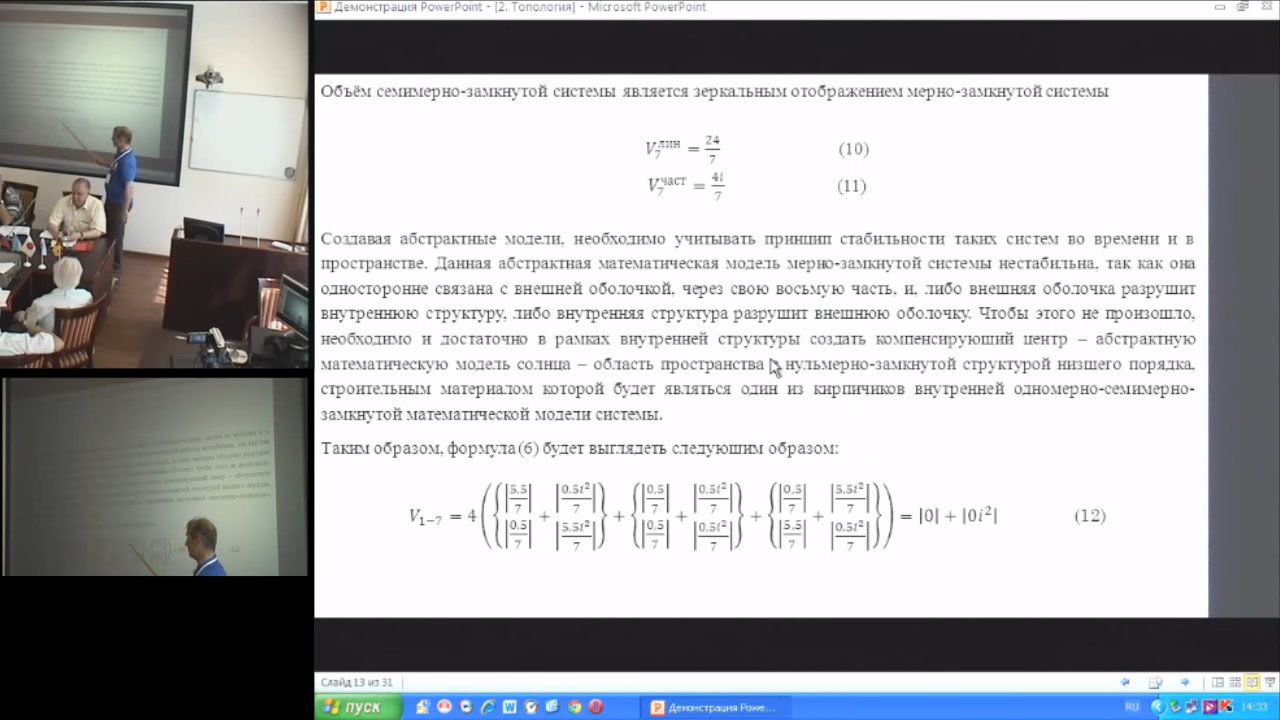 Демонстрация PowerPoint - [2. Топология] - Microsoft PowerPoint
Объём семимерно-замкнутой системы является зеркальным отображением мерно-замкнутой системы
V₇^лин = 24/7 (10)
V₇^част = 4i/7 (11)
Создавая абстрактные модели, необходимо учитывать принцип стабильности таких систем во времени и в
пространстве. Данная абстрактная математическая модель мерно-замкнутой системы нестабильна, так как она
односторонне связана с внешней оболочкой, через свою восьмую часть, и, либо внешняя оболочка разрушит
внутреннюю структуру, либо внутренняя структура разрушит внешнюю оболочку. Чтобы этого не произошло,
необходимо и достаточно в рамках внутренней структуры создать компенсирующий центр – абстрактную
математическую модель солнца – область пространства нульмерно-замкнутой структурой низшего порядка,
строительным материалом которой будет являться один из кирпичиков внутренней одномерно-семимерно-
замкнутой математической модели системы.
Таким образом, формула (6) будет выглядеть следующим образом:
V₁₋₇ = 4({|5.5/7| |0.5/7| + |0.5i²/7| |5.5i²/7|} + {|0,5/7| |0.5/7| + |0.5i²/7| |0.5i²/7|} + {|0,5/7| |5.5/7| + |5.5i²/7| |0.5i²/7|}) = |0| + |0i²| (12)
Слайд 13 из 31
пуск
Демонстрация Powe...
RU
14:33